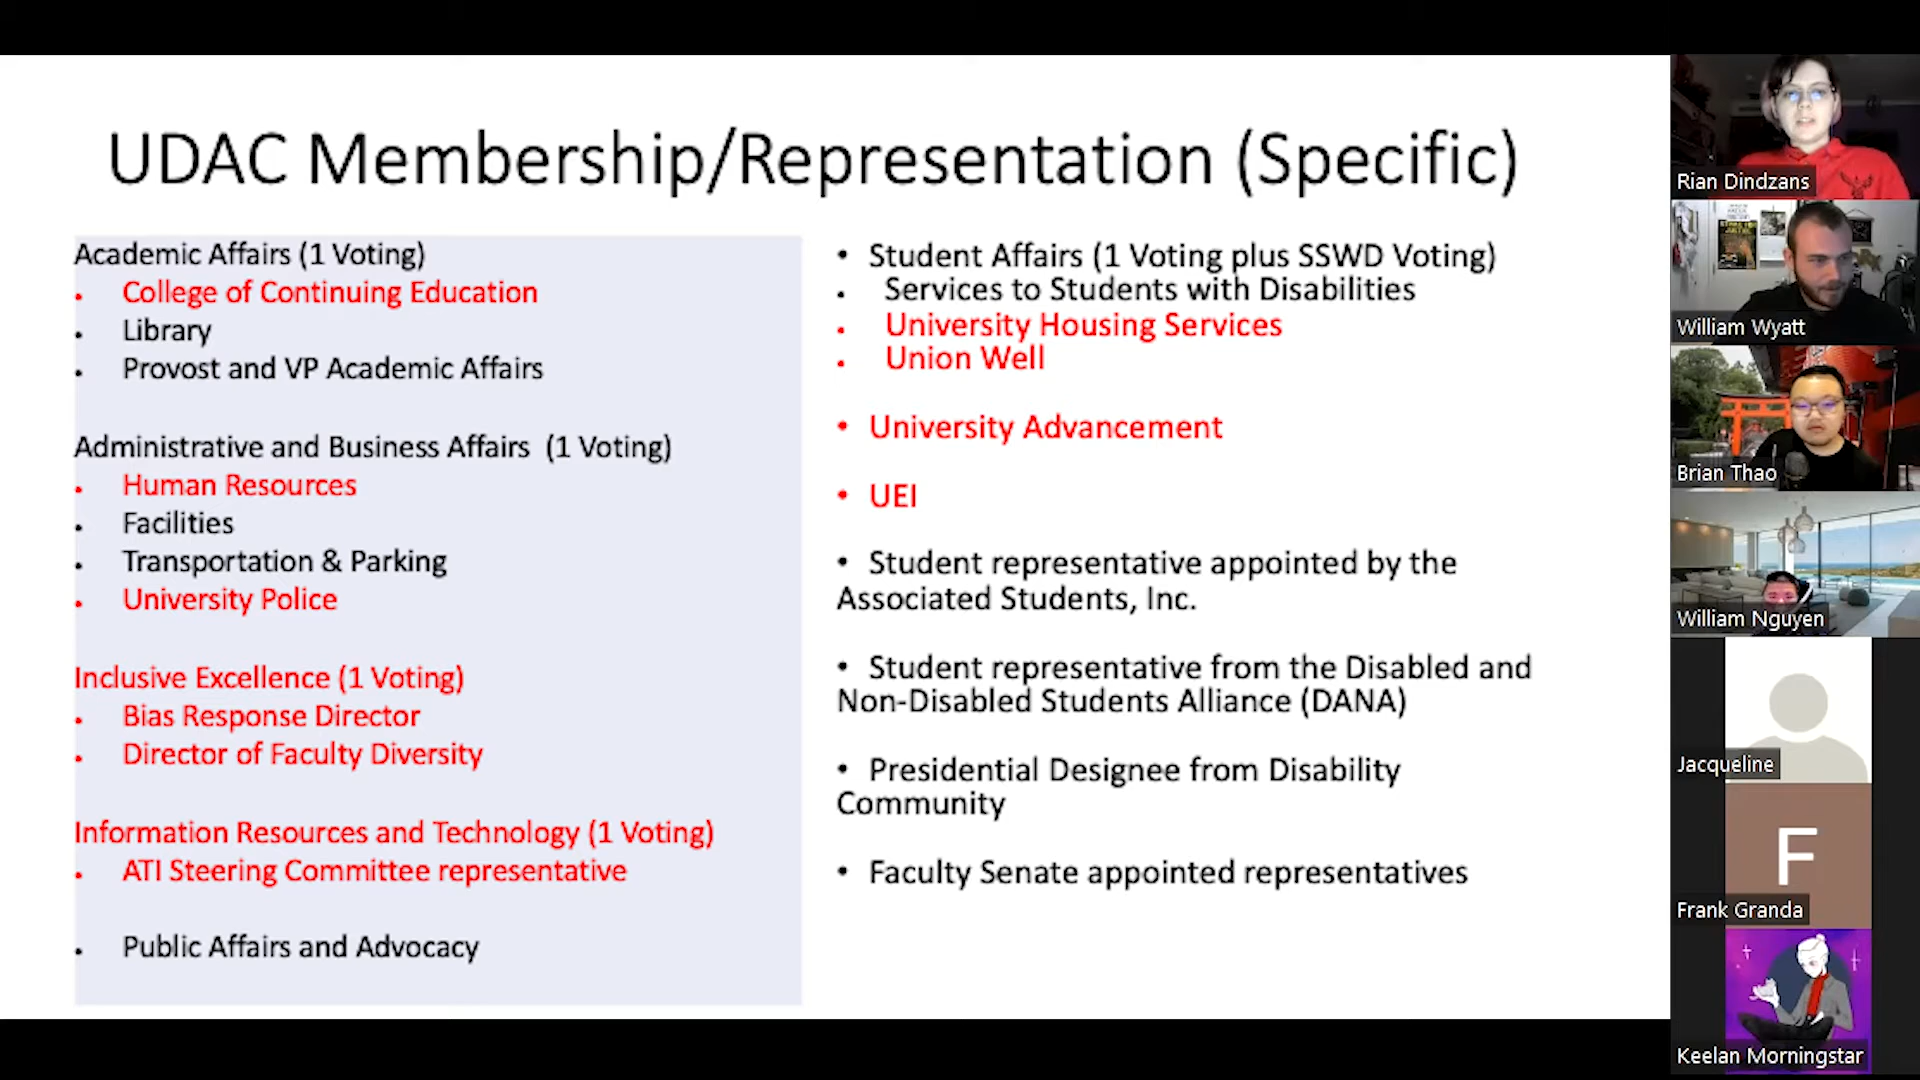 UDAC Membership/Representation (Specific)
Academic Affairs (1 Voting)
• College of Continuing Education
• Library
• Provost and VP Academic Affairs
Administrative and Business Affairs (1 Voting)
• Human Resources
• Facilities
• Transportation & Parking
• University Police
Inclusive Excellence (1 Voting)
• Bias Response Director
• Director of Faculty Diversity
Information Resources and Technology (1 Voting)
• ATI Steering Committee representative
• Public Affairs and Advocacy
• Student Affairs (1 Voting plus SSWD Voting)
• Services to Students with Disabilities
• University Housing Services
• Union Well
• University Advancement
• UEI
• Student representative appointed by the
Associated Students, Inc.
• Student representative from the Disabled and
Non-Disabled Students Alliance (DANA)
• Presidential Designee from Disability
Community
• Faculty Senate appointed representatives
Rian Dindzans
William Wyatt
Brian Thao
William Nguyen
Jacqueline
F
Frank Granda
Keelan Morningstar